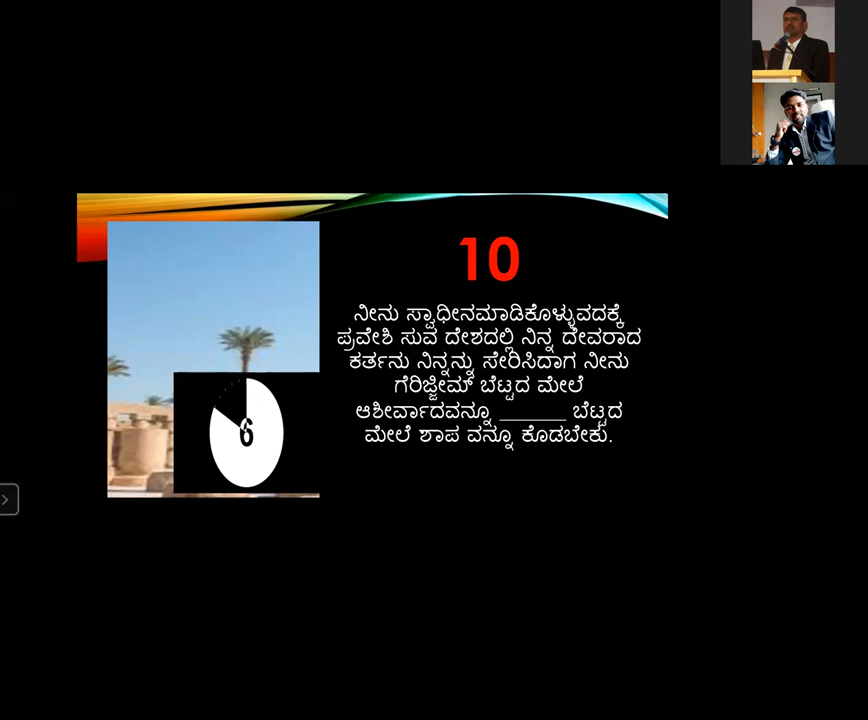 10
ನೀನು ಸ್ವಾಧೀನಮಾಡಿಕೊಳ್ಳುವದಕ್ಕೆ
ಪ್ರವೇಶಿ ಸುವ ದೇಶದಲ್ಲಿ ನಿನ್ನ ದೇವರಾದ
ಕರ್ತನು ನಿನ್ನನ್ನು ಸೇರಿಸಿದಾಗ ನೀನು
ಗೆರಿಜ್ಜೀಮ್ ಬೆಟ್ಟದ ಮೇಲೆ
ಆಶೀರ್ವಾದವನ್ನೂ ______ ಬೆಟ್ಟದ
ಮೇಲೆ ಶಾಪ ವನ್ನೂ ಕೊಡಬೇಕು.
6